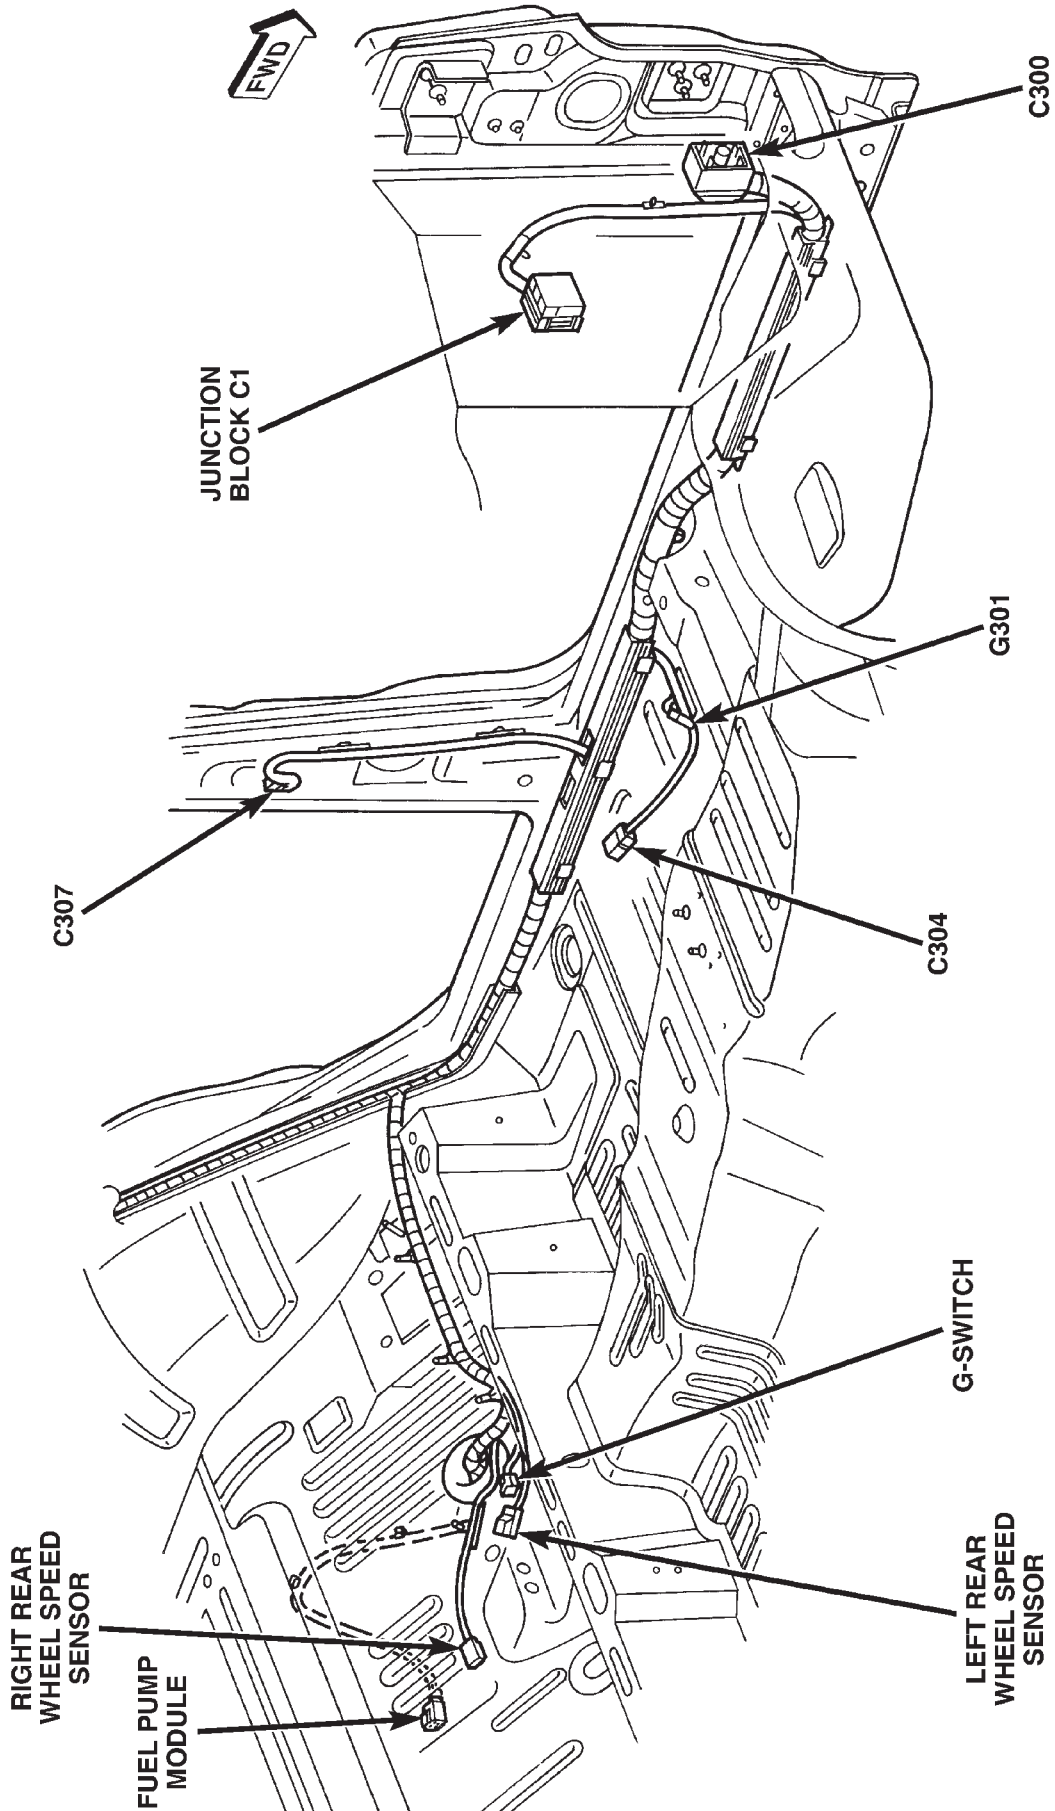 RIGHT REAR
WHEEL SPEED
SENSOR
FUEL PUMP
MODULE
C307
JUNCTION
BLOCK C1
FWD
LEFT REAR
WHEEL SPEED
SENSOR
G-SWITCH
C304
G301
C300